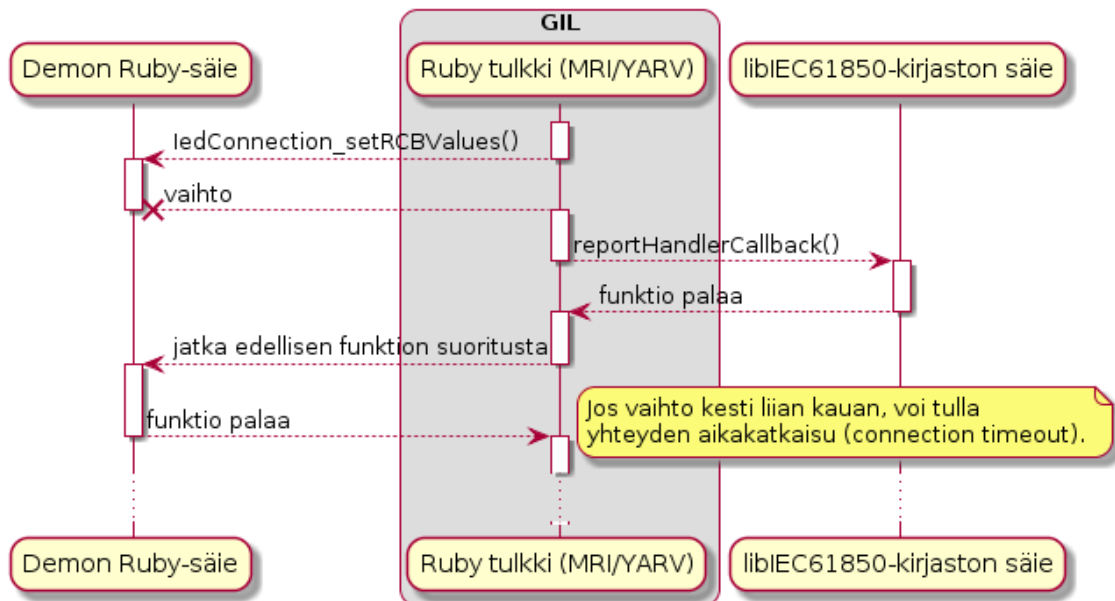 GIL
Demon Ruby-säie
Ruby tulkki (MRI/YARV)
libIEC61850-kirjaston säie
IedConnection_setRCBValues()
vaihto
reportHandlerCallback()
funktio palaa
jatka edellisen funktion suoritusta
Jos vaihto kesti liian kauan, voi tulla
yhteyden aikakatkaisu (connection timeout).
funktio palaa
Demon Ruby-säie
Ruby tulkki (MRI/YARV)
libIEC61850-kirjaston säie